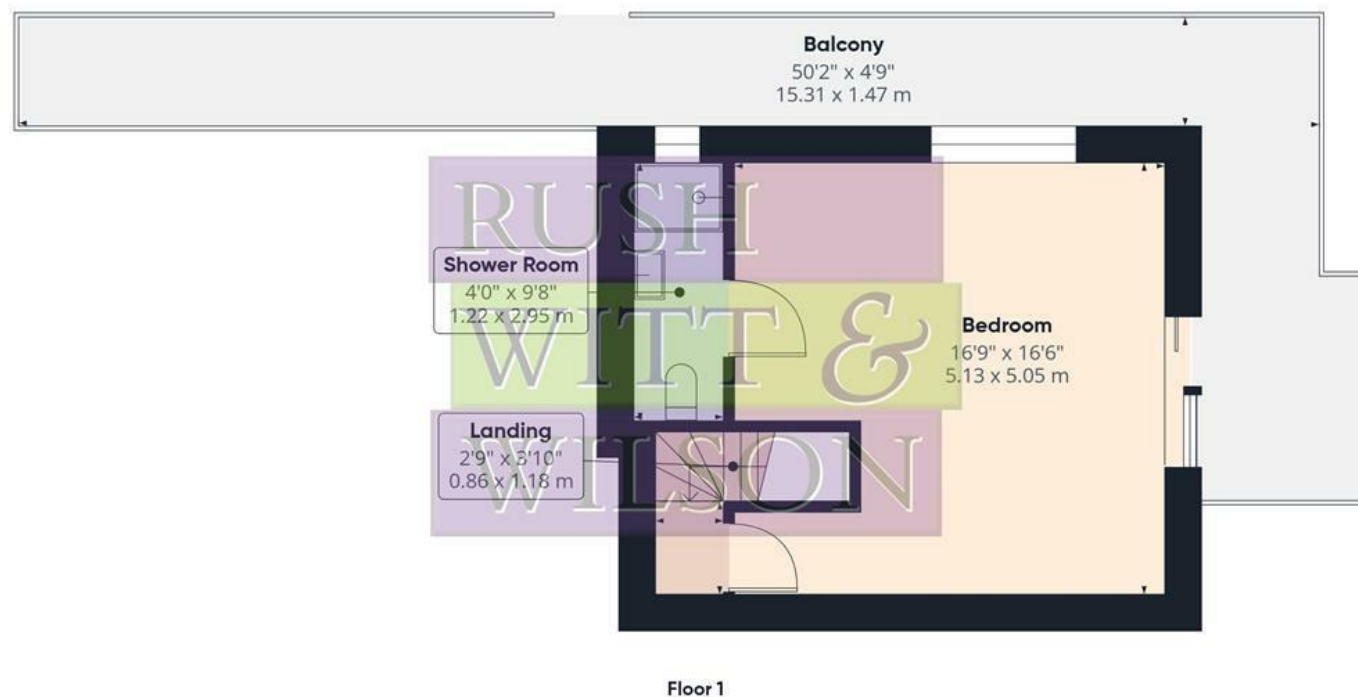 Balcony
50'2" x 4'9"
15.31 x 1.47 m
RUSH
Shower Room
4'0" x 9'8"
1.22 x 2.95 m
WITT &
Bedroom
16'9" x 16'6"
5.13 x 5.05 m
Landing
2'9" x 3'10"
0.86 x 1.18 m
WILSON
Floor 1